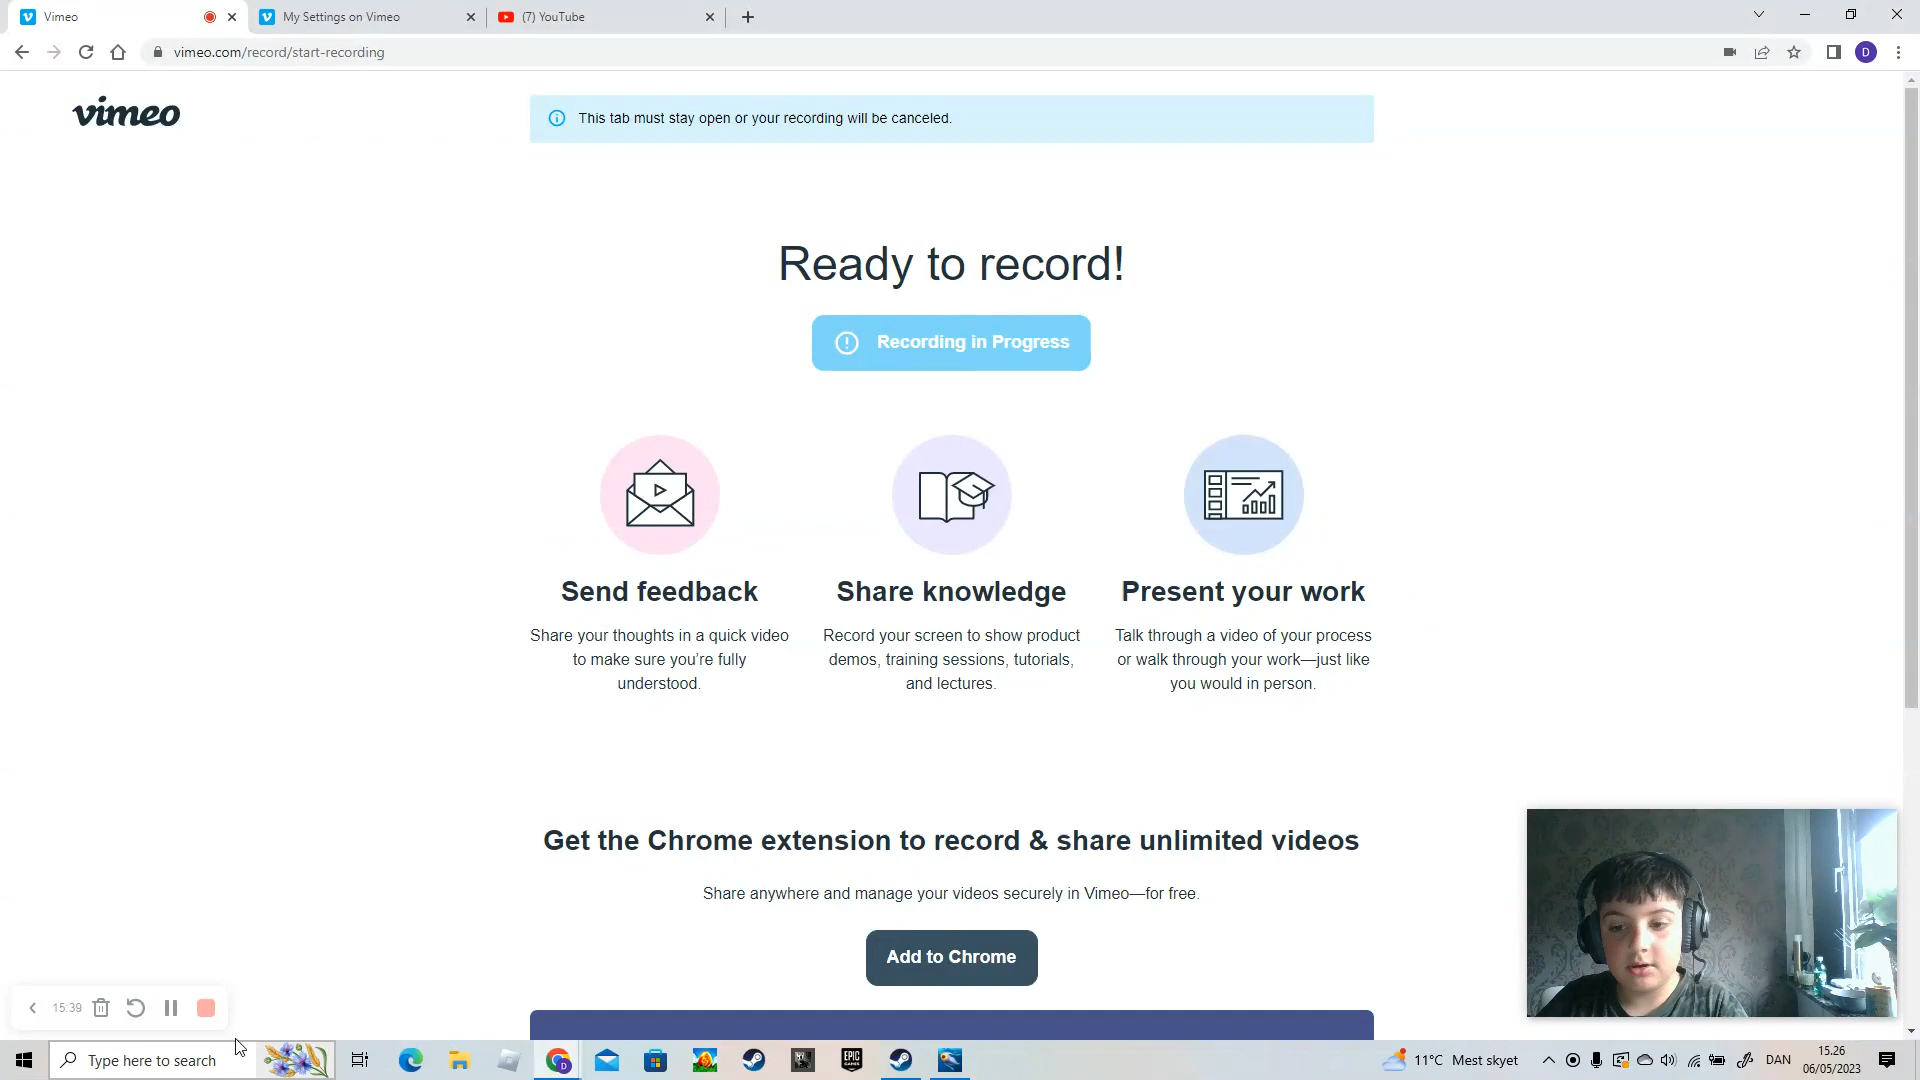 Vimeo
My Settings on Vimeo
(7) YouTube
vimeo.com/record/start-recording
D
vimeo
This tab must stay open or your recording will be canceled.
Ready to record!
Recording in Progress
Send feedback
Share your thoughts in a quick video
to make sure you're fully
understood.
Share knowledge
Record your screen to show product
demos, training sessions, tutorials,
and lectures.
Present your work
Talk through a video of your process
or walk through your work—just like
you would in person.
Get the Chrome extension to record & share unlimited videos
Share anywhere and manage your videos securely in Vimeo—for free.
Add to Chrome
15:39
Type here to search
EPIC
GAMES
11°C Mest skyet
DAN
15.26
06/05/2023